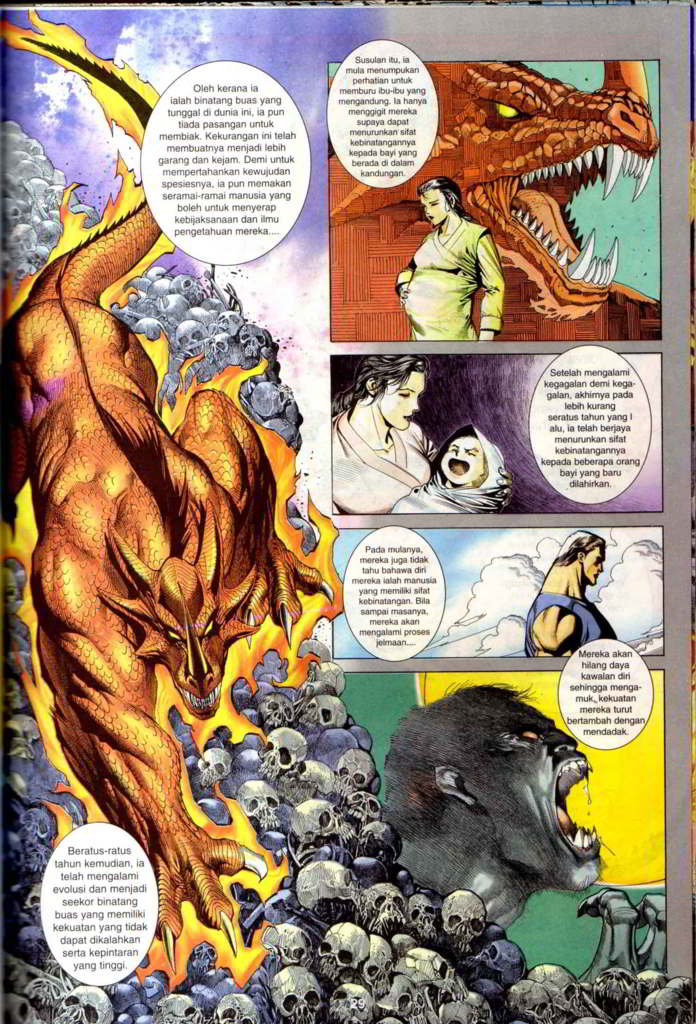 Oleh kerana ia
ialah binatang buas yang
tunggal di dunia ini, ia pun
tiada pasangan untuk
membiak. Kekurangan ini telah
membuatnya menjadi lebih
garang dan kejam. Demi untuk
mempertahankan kewujudan
spesiesnya, ia pun memakan
seramai-ramai manusia yang
boleh untuk menyerap
kebijaksanaan dan ilmu
pengetahuan mereka....
Beratus-ratus
tahun kemudian, ia
telah mengalami
evolusi dan menjadi
seekor binatang
buas yang memiliki
kekuatan yang tidak
dapat dikalahkan
serta kepintaran
yang tinggi.
Susulan itu, ia
mula menumpukan
perhatian untuk
memburu ibu-ibu yang
mengandung. Ia hanya
menggigit mereka
supaya dapat
menurunkan sifat
kebinatangannya
kepada bayi yang
berada di dalam
kandungan.
Setelah mengalami
kegagalan demi kega-
galan, akhirnya pada
lebih kurang
seratus tahun yang l
alu, ia telah berjaya
menurunkan sifat
kebinatangannya
kepada beberapa orang
bayi yang baru
dilahirkan.
Pada mulanya,
mereka juga tidak
tahu bahawa diri
mereka ialah manusia
yang memiliki sifat
kebinatangan. Bila
sampai masanya,
mereka akan
mengalami proses
jelmaan....
Mereka akan
hilang daya
kawalan diri
sehingga menga-
muk, kekuatan
mereka turut
bertambah dengan
mendadak.
29